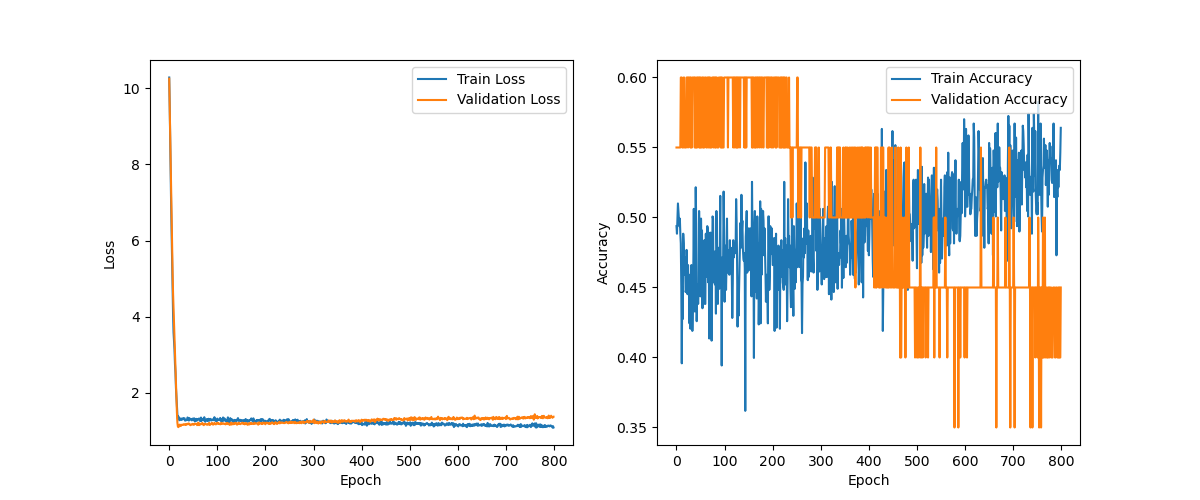 10
8
6
4
2
Loss
0 100 200 300 400 500 600 700 800
Epoch
Train Loss
Validation Loss
0.60
0.55
0.50
0.45
0.40
0.35
Accuracy
0 100 200 300 400 500 600 700 800
Epoch
Train Accuracy
Validation Accuracy